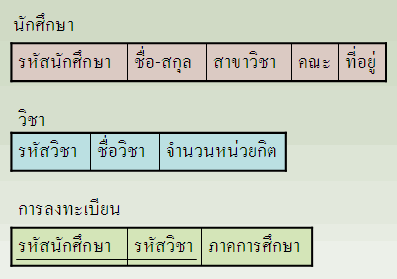 นักศึกษา
รหัสนักศึกษา ชื่อ-สกุล สาขาวิชา คณะ ที่อยู่
วิชา
รหัสวิชา ชื่อวิชา จำนวนหน่วยกิต
การลงทะเบียน
รหัสนักศึกษา รหัสวิชา ภาคการศึกษา